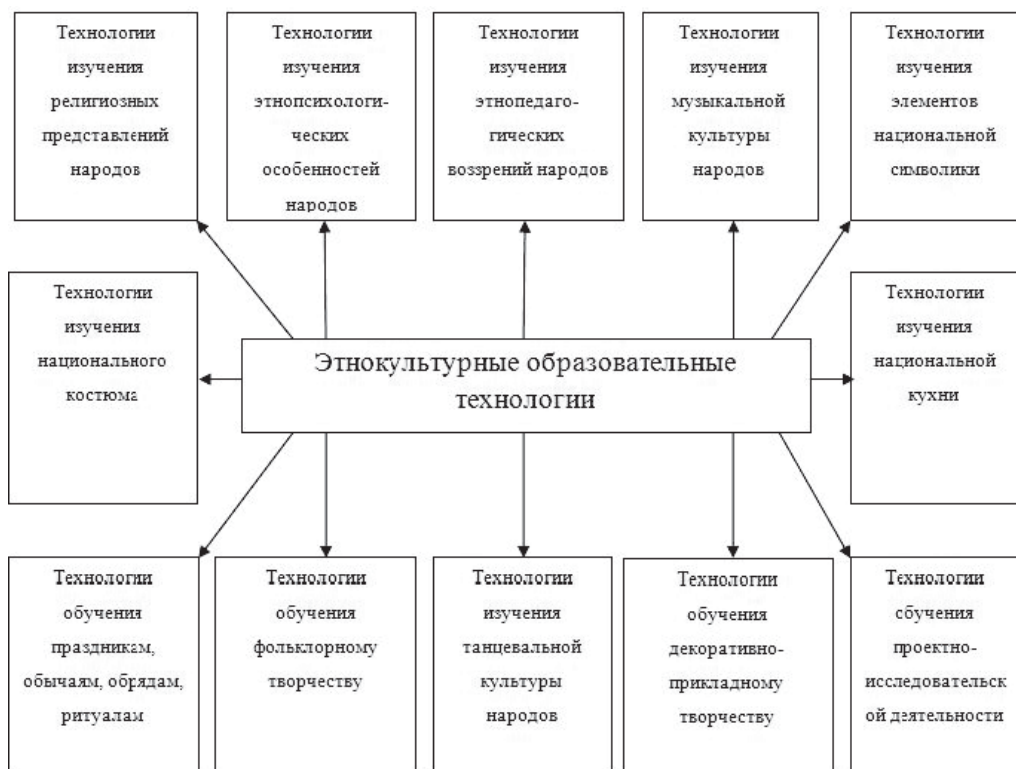 Технологии
изучения
религиозных
представлений
народов
Технологии
изучения
этнопсихологи-
ческих
особенностей
народов
Технологии
изучения
этнопедаго-
гических
воззрений народов
Технологии
изучения
музыкальной
культуры
народов
Технологии
изучения
элементов
национальной
символики
Технологии
изучения
национального
костюма
Этнокультурные образовательные
технологии
Технологии
изучения
национальной
кухни
Технологии
обучения
праздникам,
обычаям, обрядам,
ритуалам
Технологии
обучения
фольклорному
творчеству
Технологии
изучения
танцевальной
культуры
народов
Технологии
обучения
декоративно-
прикладному
творчеству
Технологии
обучения
проектно-
исследовательск
ой деятельности